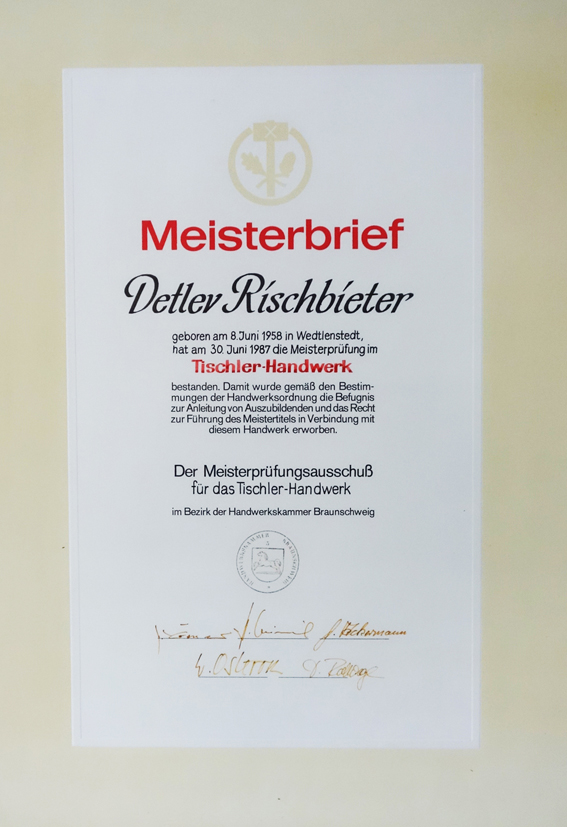 Meisterbrief
Detlev Rischbieter
geboren am 8. Juni 1958 in Wedtlenstedt,
hat am 30. Juni 1987 die Meisterprüfung im
Tischler-Handwerk
bestanden. Damit wurde gemäß den Bestim-
mungen der Handwerksordnung die Befugnis
zur Anleitung von Auszubildenden und das Recht
zur Führung des Meistertitels in Verbindung mit
diesem Handwerk erworben.
Der Meisterprüfungsausschuß
für das Tischler-Handwerk
im Bezirk der Handwerkskammer Braunschweig
HANDWERKSKAMMER BRAUNSCHWEIG